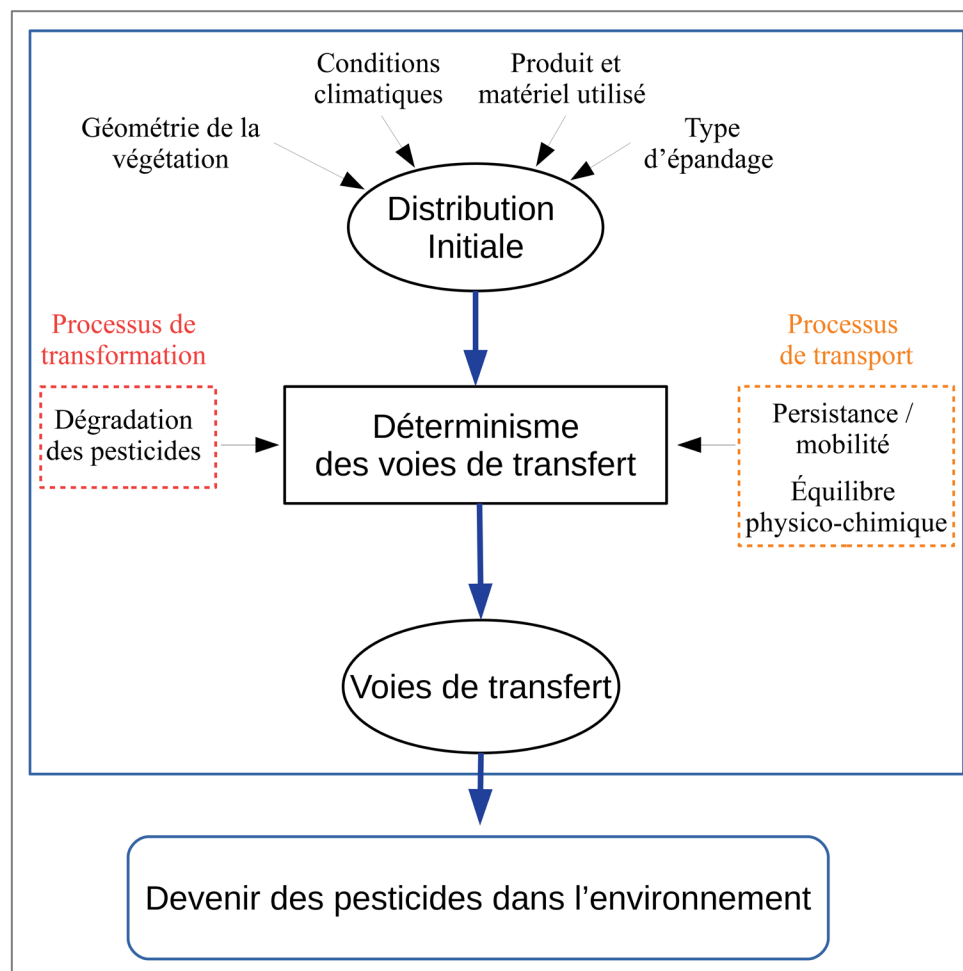 Conditions
climatiques
Produit et
matériel utilisé
Géométrie de la
végétation
Type
d’épandage
Distribution
Initiale
Processus de
transformation
Processus
de transport
Dégradation
des pesticides
Déterminisme
des voies de transfert
Persistance /
mobilité
Équilibre
physico-chimique
Voies de transfert
Devenir des pesticides dans l’environnement